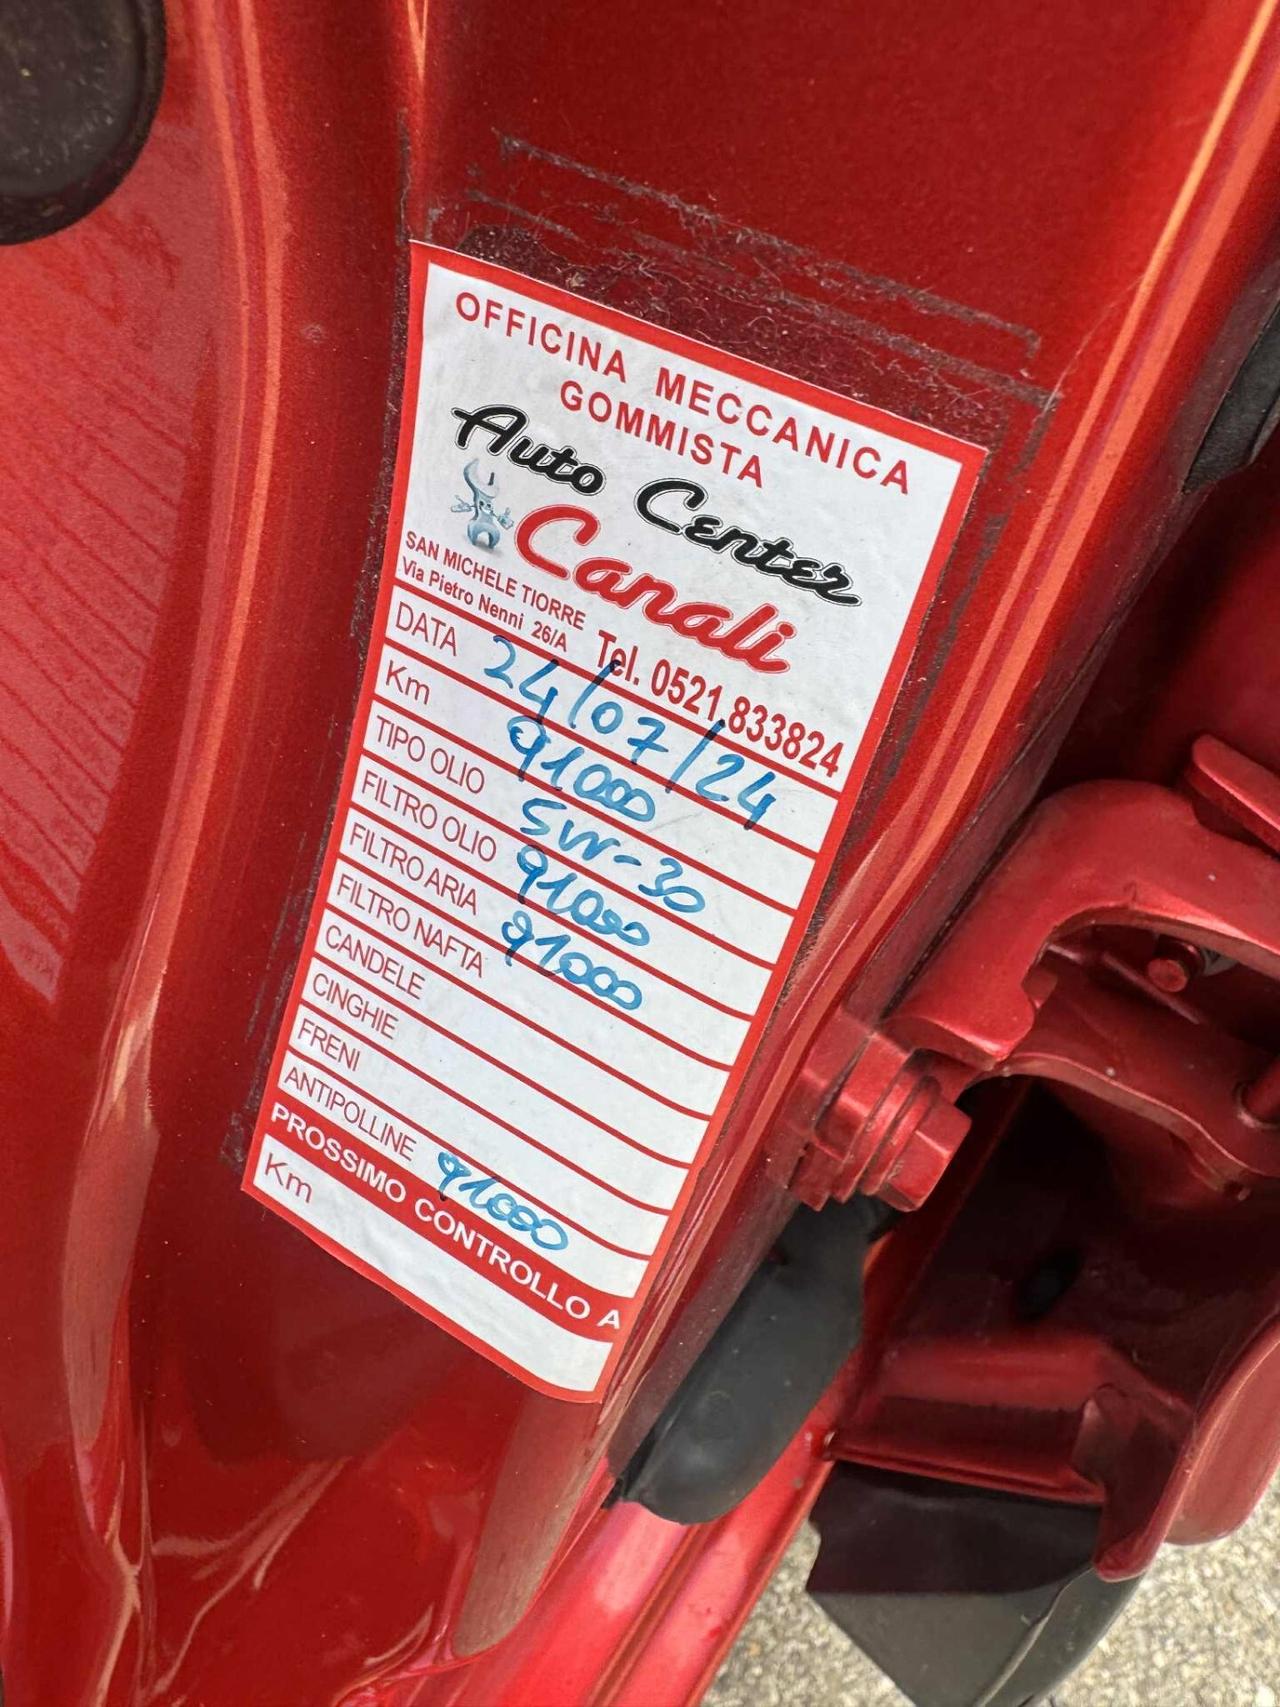 OFFICINA MECCANICA
GOMMISTA
Auto Center
Canali
SAN MICHELE TIORRE
Via Pietro Nenni 26/A
Tel. 0521 833824
DATA 24/07/24
Km 91000
TIPO OLIO 5W-30
FILTRO OLIO 91000
FILTRO ARIA 91000
FILTRO NAFTA
CANDELE
CINGHIE
FRENI
ANTIPOLLINE 91000
PROSSIMO CONTROLLO A
Km